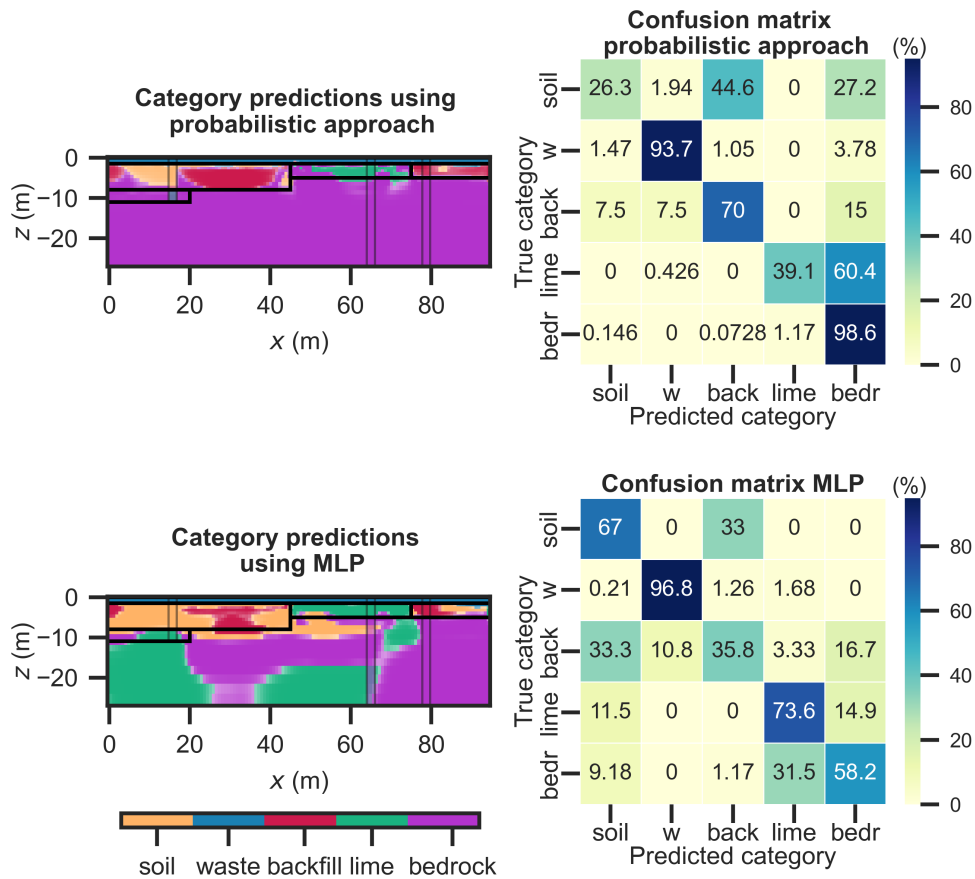 Category predictions using
probabilistic approach
0
−10
−20
z (m)
0 20 40 60 80
x (m)
Confusion matrix
probabilistic approach
(%)
soil 26.3 1.94 44.6 0 27.2
w 1.47 93.7 1.05 0 3.78
back 7.5 7.5 70 0 15
lime 0 0.426 0 39.1 60.4
bedr 0.146 0 0.0728 1.17 98.6
True category
soil w back lime bedr
Predicted category
80
60
40
20
0
Category predictions
using MLP
0
−10
−20
z (m)
0 20 40 60 80
x (m)
soil waste backfill lime bedrock
Confusion matrix MLP
(%)
soil 67 0 33 0 0
w 0.21 96.8 1.26 1.68 0
back 33.3 10.8 35.8 3.33 16.7
lime 11.5 0 0 73.6 14.9
bedr 9.18 0 1.17 31.5 58.2
True category
soil w back lime bedr
Predicted category
80
60
40
20
0